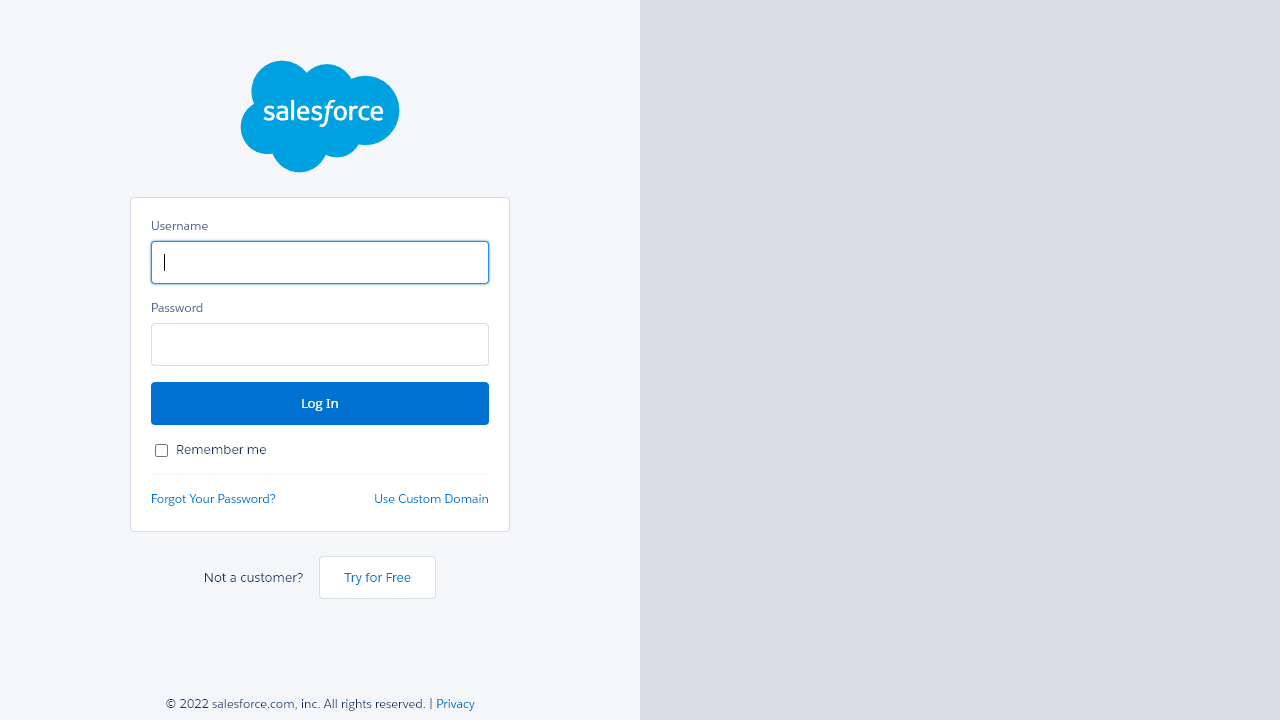 salesforce
Username
Password
Log In
Remember me
Forgot Your Password?
Use Custom Domain
Not a customer?
Try for Free
© 2022 salesforce.com, inc. All rights reserved. | Privacy